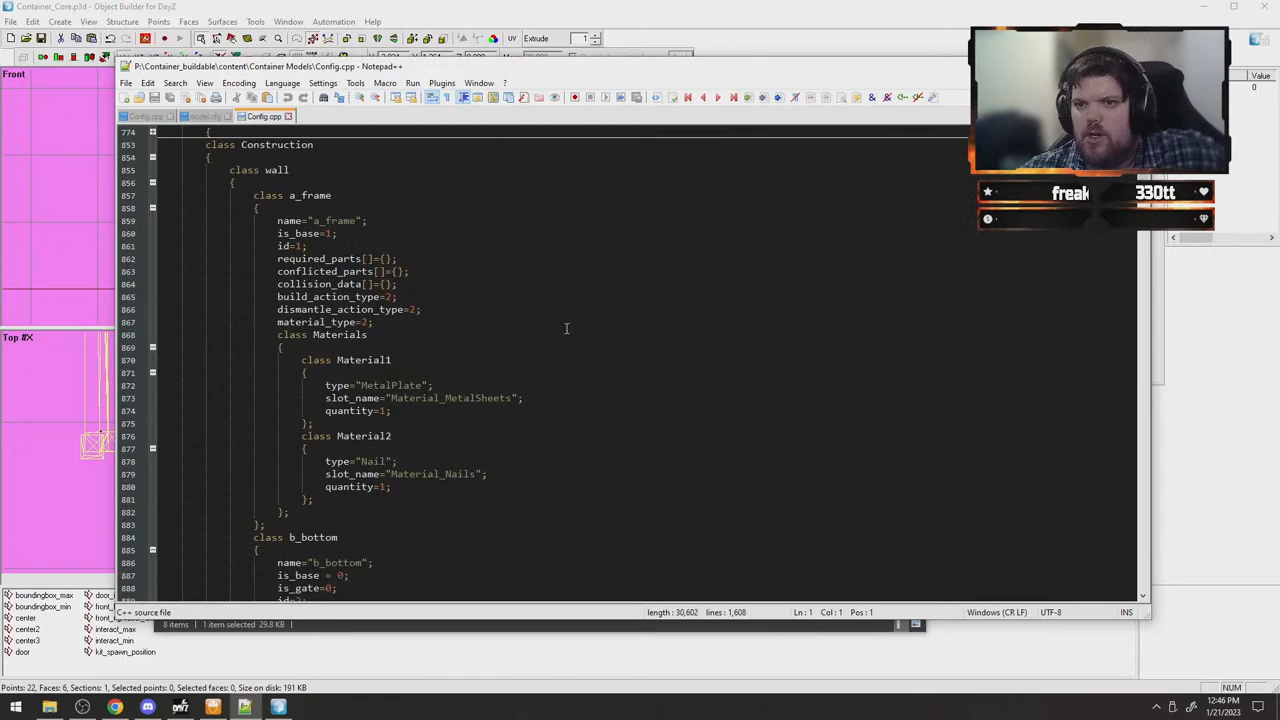 Container_Core.p3d - Object Builder for DayZ
File Edit Create View Structure Points Faces Surfaces Tools Window Automation Help
UV Extrude 1
Front
P:\Container_buildable\content\Container Models\Config.cpp - Notepad++
File Edit Search View Encoding Language Settings Tools Macro Run Plugins Window ?
Config.cpp model.cfg Config.cpp
Value
0
freak 330tt
774 {
853 class Construction
854 {
855 class wall
856 {
857 class a_frame
858 {
859 name="a_frame";
860 is_base=1;
861 id=1;
862 required_parts[]={};
863 conflicted_parts[]={};
864 collision_data[]={};
865 build_action_type=2;
866 dismantle_action_type=2;
867 material_type=2;
868 class Materials
869 {
870 class Material1
871 {
872 type="MetalPlate";
873 slot_name="Material_MetalSheets";
874 quantity=1;
875 };
876 class Material2
877 {
878 type="Nail";
879 slot_name="Material_Nails";
880 quantity=1;
881 };
882 };
883 };
884 class b_bottom
885 {
886 name="b_bottom";
887 is_base = 0;
888 is_gate=0;
Top #X
C++ source file length : 30,602 lines : 1,608 Ln : 1 Col : 1 Pos : 1 Windows (CR LF) UTF-8 INS
8 items 1 item selected 29.8 KB
boundingbox_max
boundingbox_min
center
center2 interact_max
center3 interact_min
door kit_spawn_position
Points: 22, Faces: 6, Sections: 1, Selected points: 0, Selected faces: 0, Size on disk: 191 KB
NUM
12:46 PM
1/21/2023